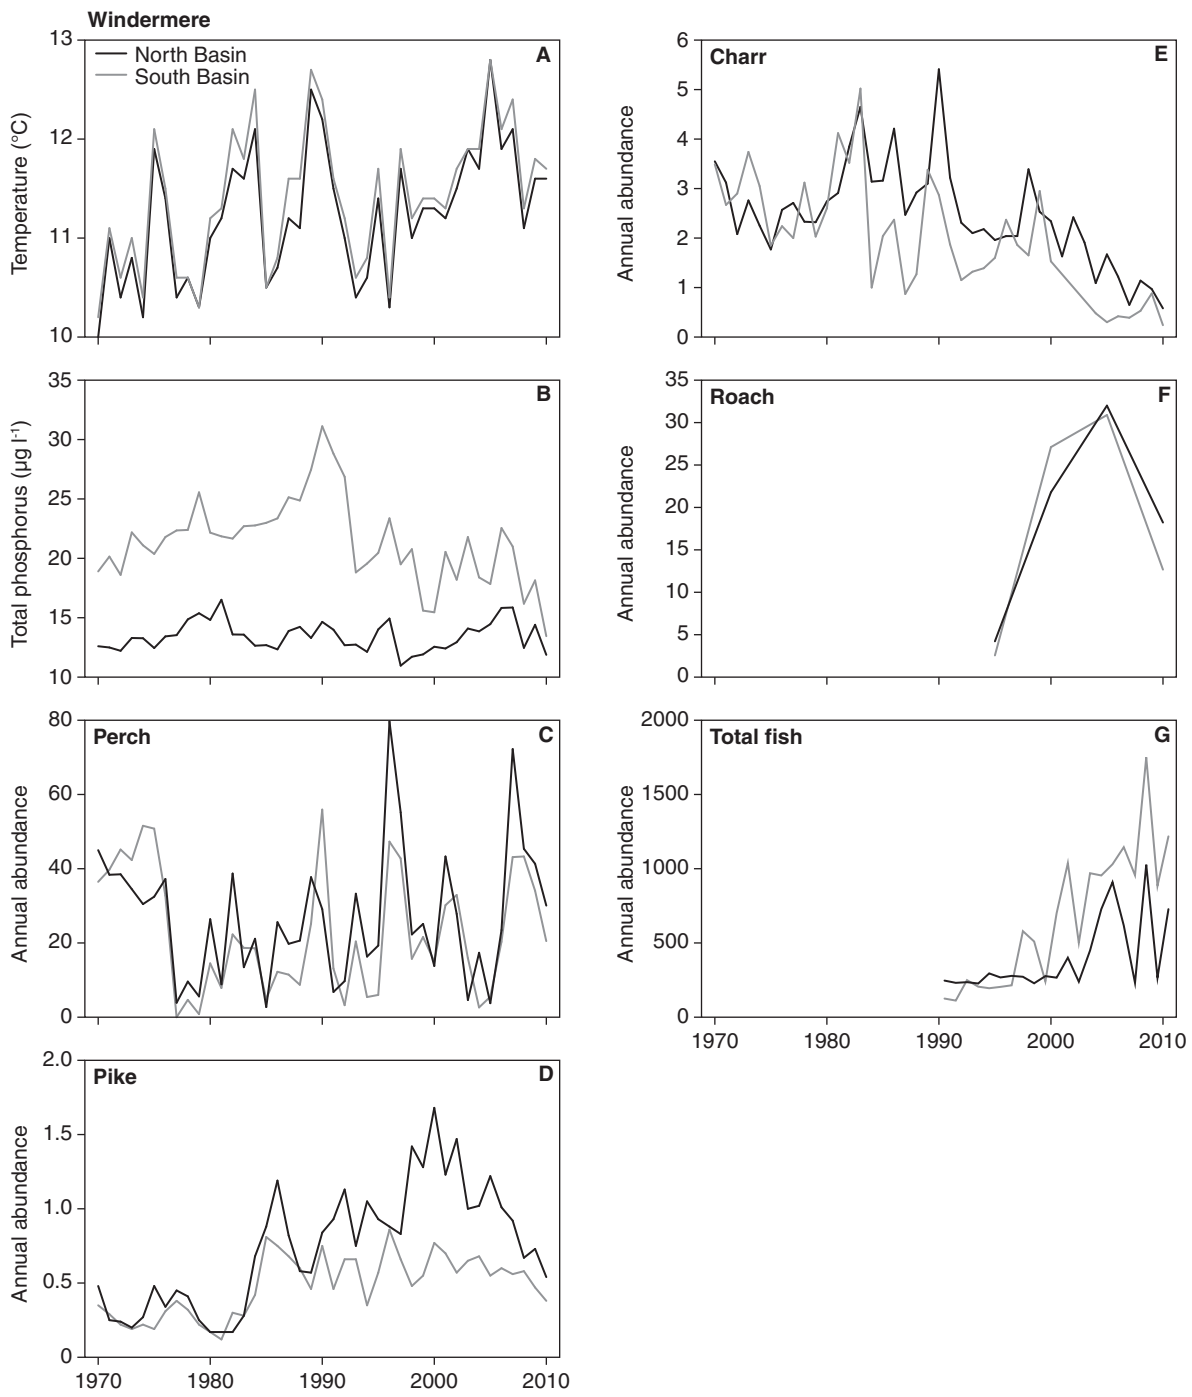 Windermere
North Basin
South Basin
A
Temperature (°C)
13
12
11
10
B
Total phosphorus (µg l-1)
35
30
25
20
15
10
Perch
C
Annual abundance
80
60
40
20
0
Pike
D
Annual abundance
2.0
1.5
1.0
0.5
0
1970 1980 1990 2000 2010
Charr
E
Annual abundance
6
5
4
3
2
1
0
Roach
F
Annual abundance
35
30
25
20
15
10
5
0
Total fish
G
Annual abundance
2000
1500
1000
500
0
1970 1980 1990 2000 2010